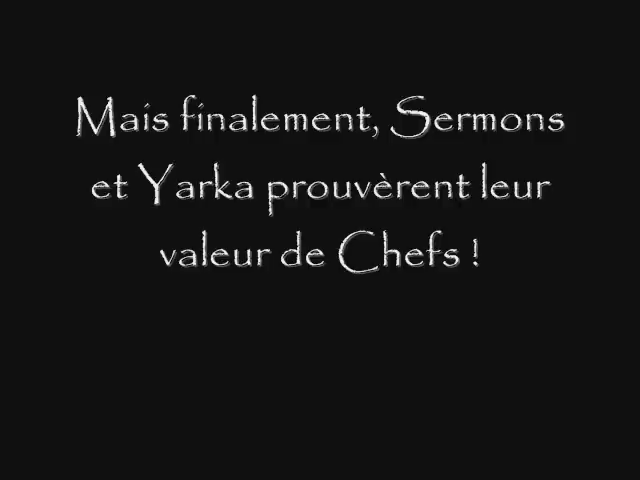 Mais finalement, Sermons
et Yarka prouvèrent leur
valeur de Chefs !